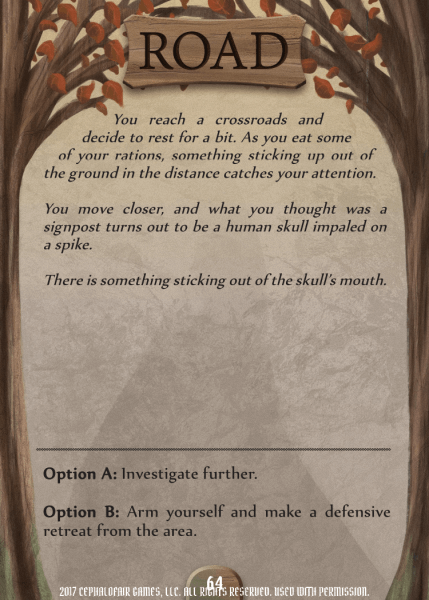 ROAD
You reach a crossroads and
decide to rest for a bit. As you eat some
of your rations, something sticking up out of
the ground in the distance catches your attention.
You move closer, and what you thought was a
signpost turns out to be a human skull impaled on
a spike.
There is something sticking out of the skull's mouth.
Option A: Investigate further.
Option B: Arm yourself and make a defensive
retreat from the area.
64
2017 CEPHALOFAIR GAMES, LLC. ALL RIGHTS RESERVED. USED WITH PERMISSION.